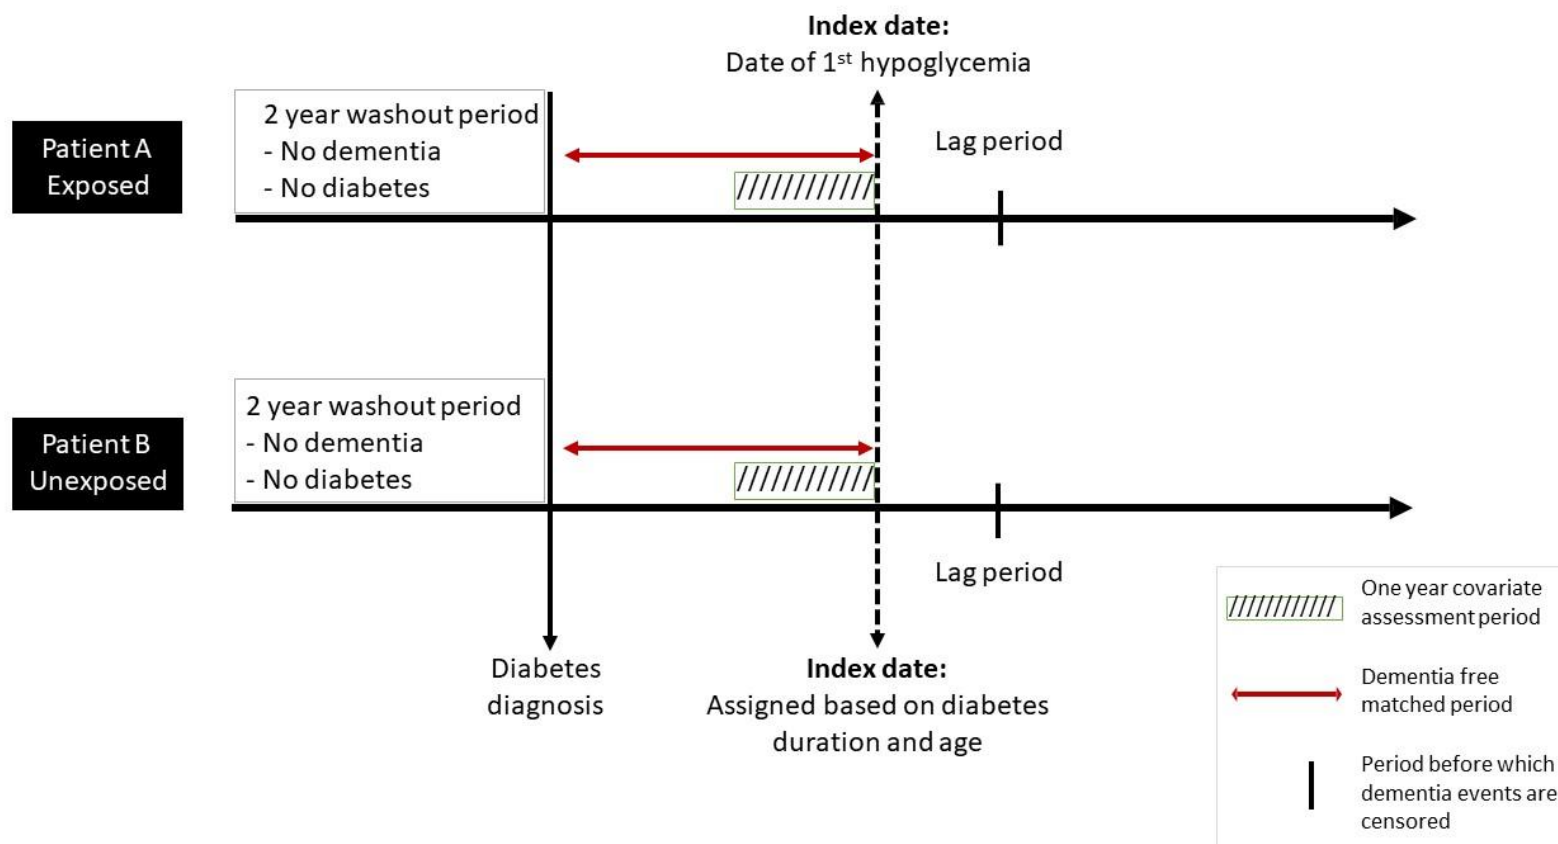 Index date:
Date of 1st hypoglycemia
Patient A
Exposed
2 year washout period
- No dementia
- No diabetes
Lag period
Patient B
Unexposed
2 year washout period
- No dementia
- No diabetes
Lag period
Diabetes
diagnosis
Index date:
Assigned based on diabetes
duration and age
One year covariate
assessment period
Dementia free
matched period
Period before which
dementia events are
censored